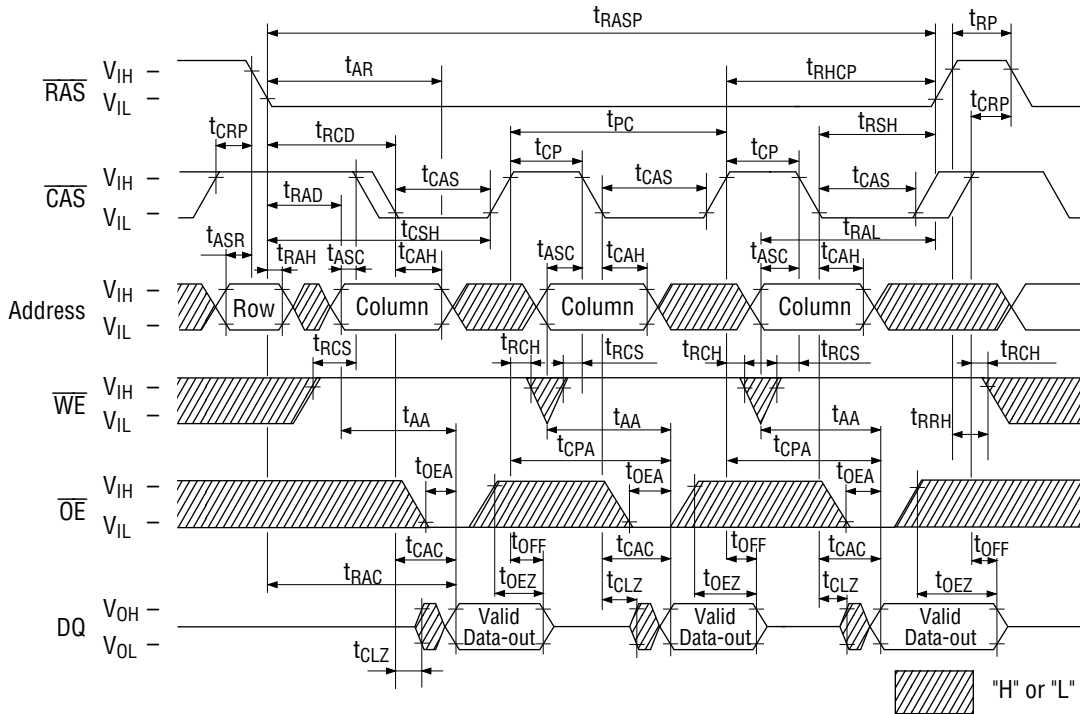 tRASP tRP
tAR tRHCP
RAS VIH
VIL
tCRP tRCD tPC tRSH tCRP
tCP tCP
CAS VIH
VIL
tCAS tCAS tCAS
tRAD
tCSH tRAL
tASR tRAH tASC tCAH tASC tCAH tASC tCAH
Address VIH
VIL
Row Column Column Column
tRCS tRCH tRCS tRCH tRCS tRCH
WE VIH
VIL
tAA tAA tAA tRRH
tCPA tCPA
tOEA tOEA tOEA
OE VIH
VIL
tCAC tOFF tCAC tOFF tCAC tOFF
tRAC tOEZ tCLZ tOEZ tCLZ tOEZ
DQ VOH
VOL
Valid Data-out
Valid Data-out
Valid Data-out
tCLZ
"H" or "L"